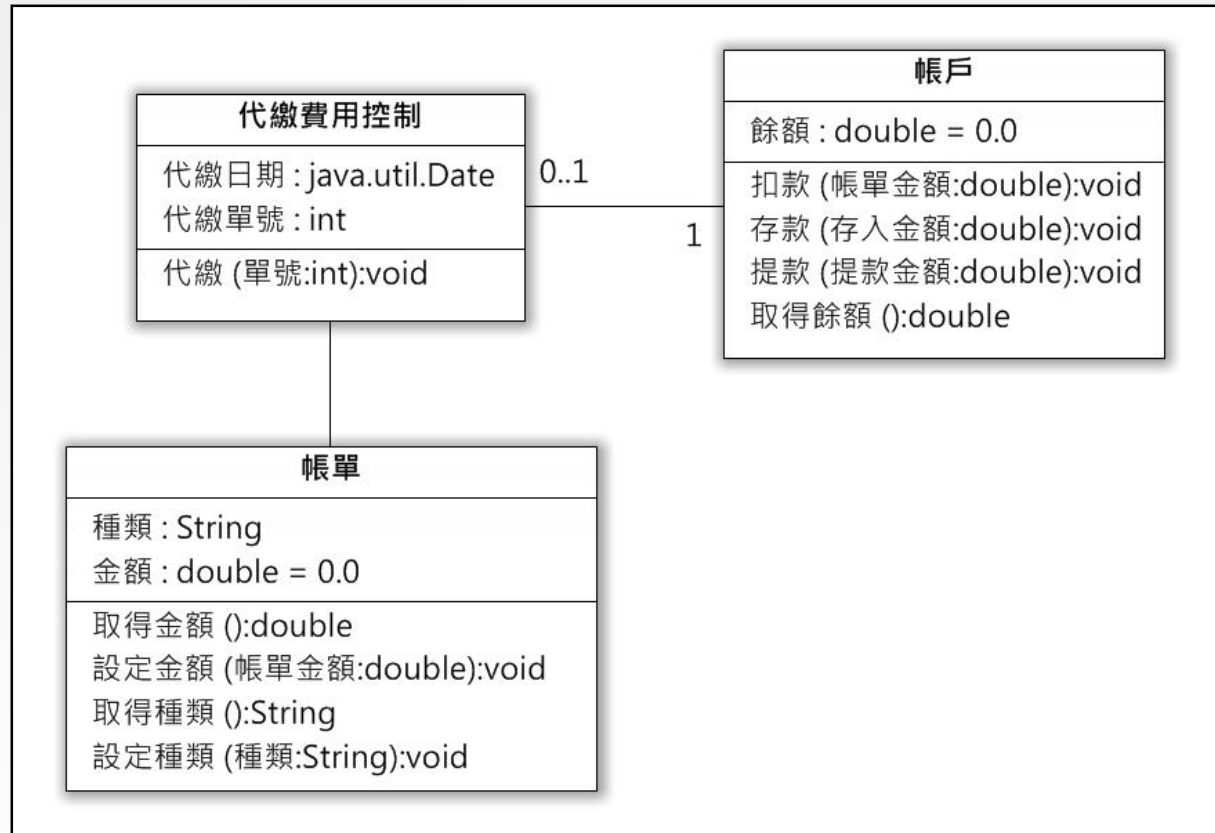 代繳費用控制
代繳日期 : java.util.Date
代繳單號 : int
代繳 (單號:int):void
0..1
1
帳戶
餘額 : double = 0.0
扣款 (帳單金額:double):void
存款 (存入金額:double):void
提款 (提款金額:double):void
取得餘額 ():double
帳單
種類 : String
金額 : double = 0.0
取得金額 ():double
設定金額 (帳單金額:double):void
取得種類 ():String
設定種類 (種類:String):void